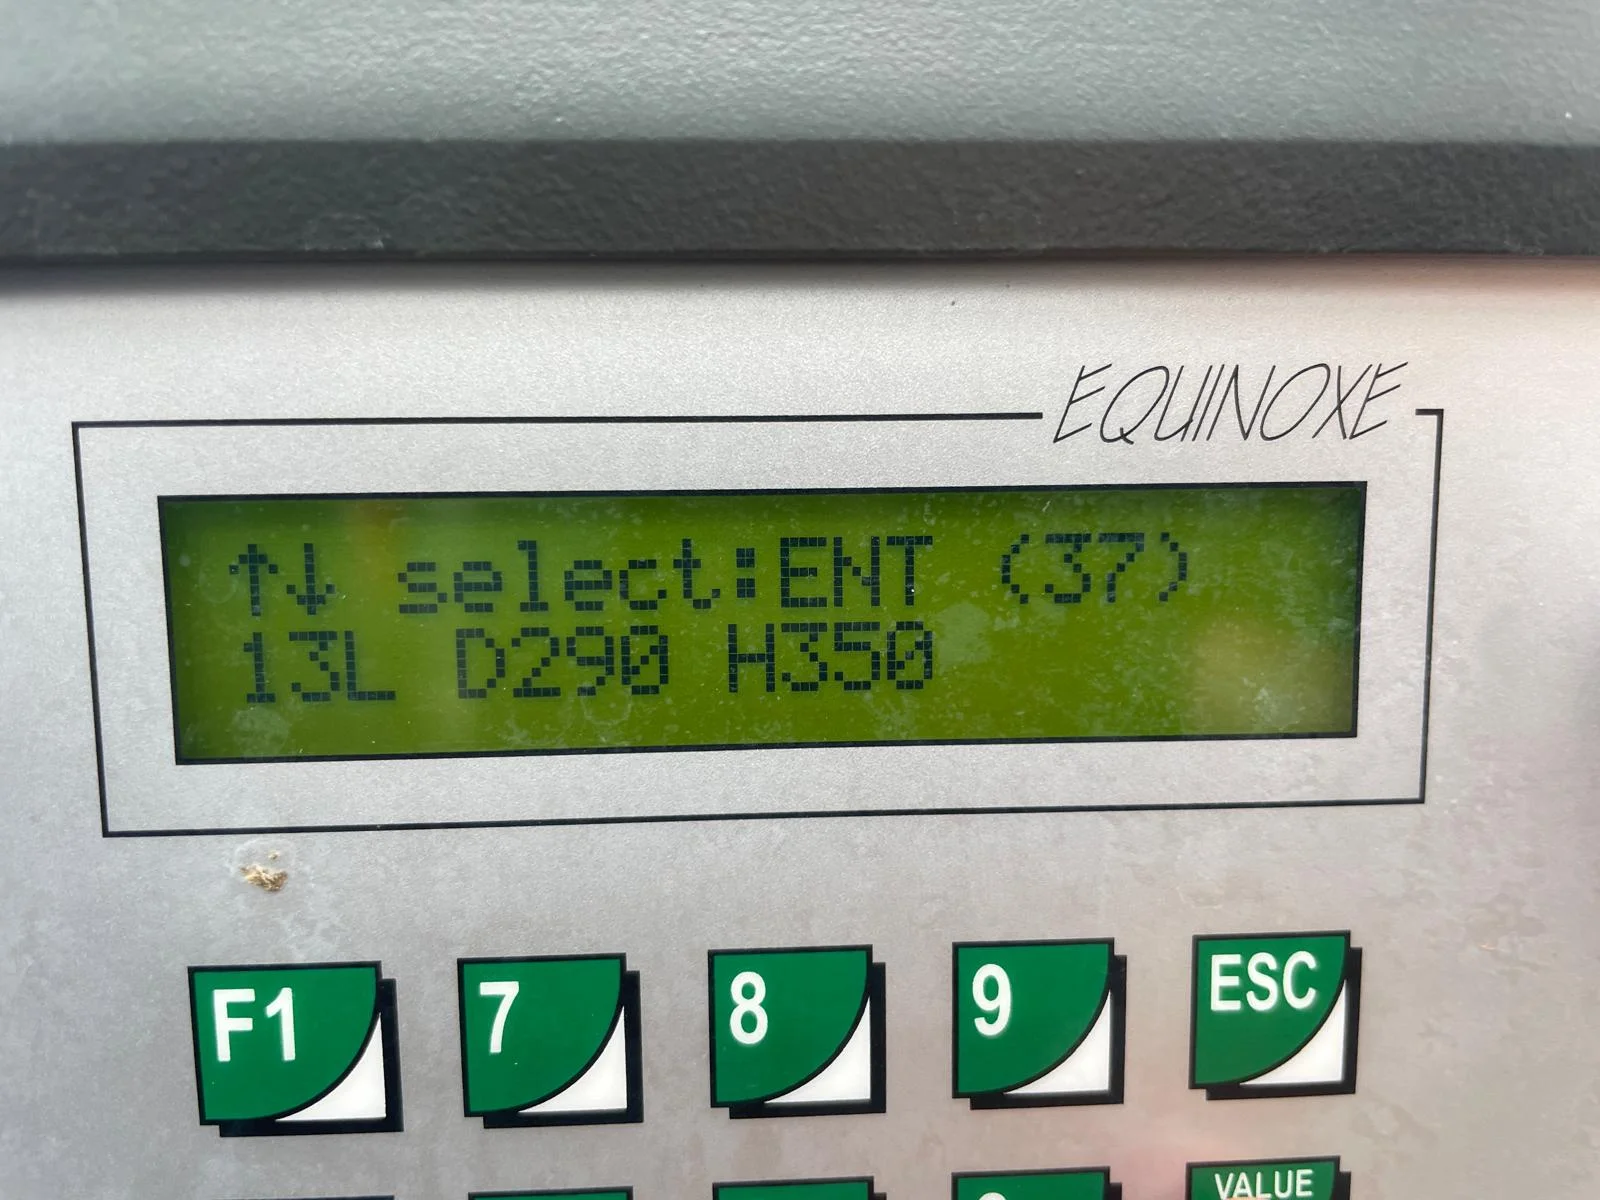 EQUINOXE
↑↓ select:ENT (37)
13L D290 H350
F1 7 8 9 ESC
VALUE